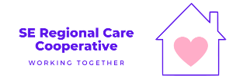 SE Regional Care
Cooperative
WORKING TOGETHER